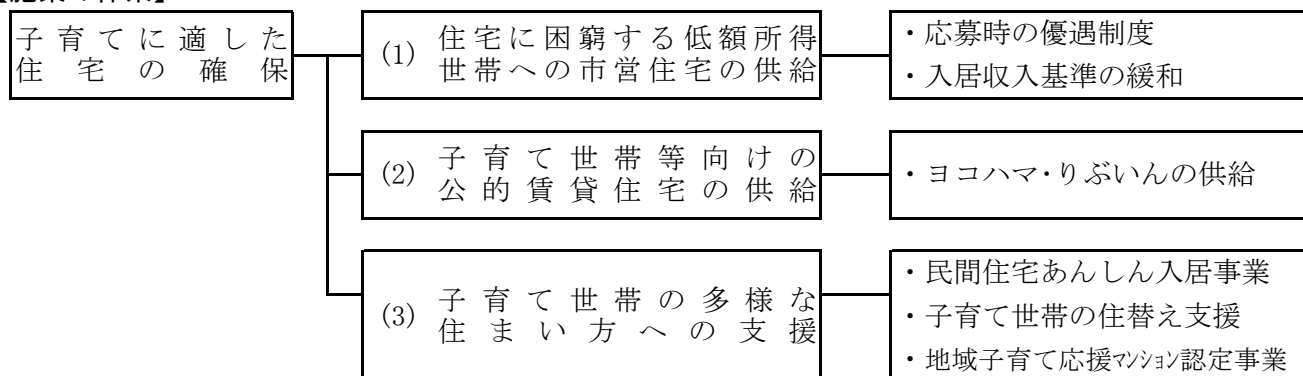 子育てに適した
住宅の確保
(1) 住宅に困窮する低額所得
世帯への市営住宅の供給
・応募時の優遇制度
・入居収入基準の緩和
(2) 子育て世帯等向けの
公的賃貸住宅の供給
・ヨコハマ・りぶいんの供給
(3) 子育て世帯の多様な
住まい方への支援
・民間住宅あんしん入居事業
・子育て世帯の住替え支援
・地域子育て応援ﾏﾝｼｮﾝ認定事業